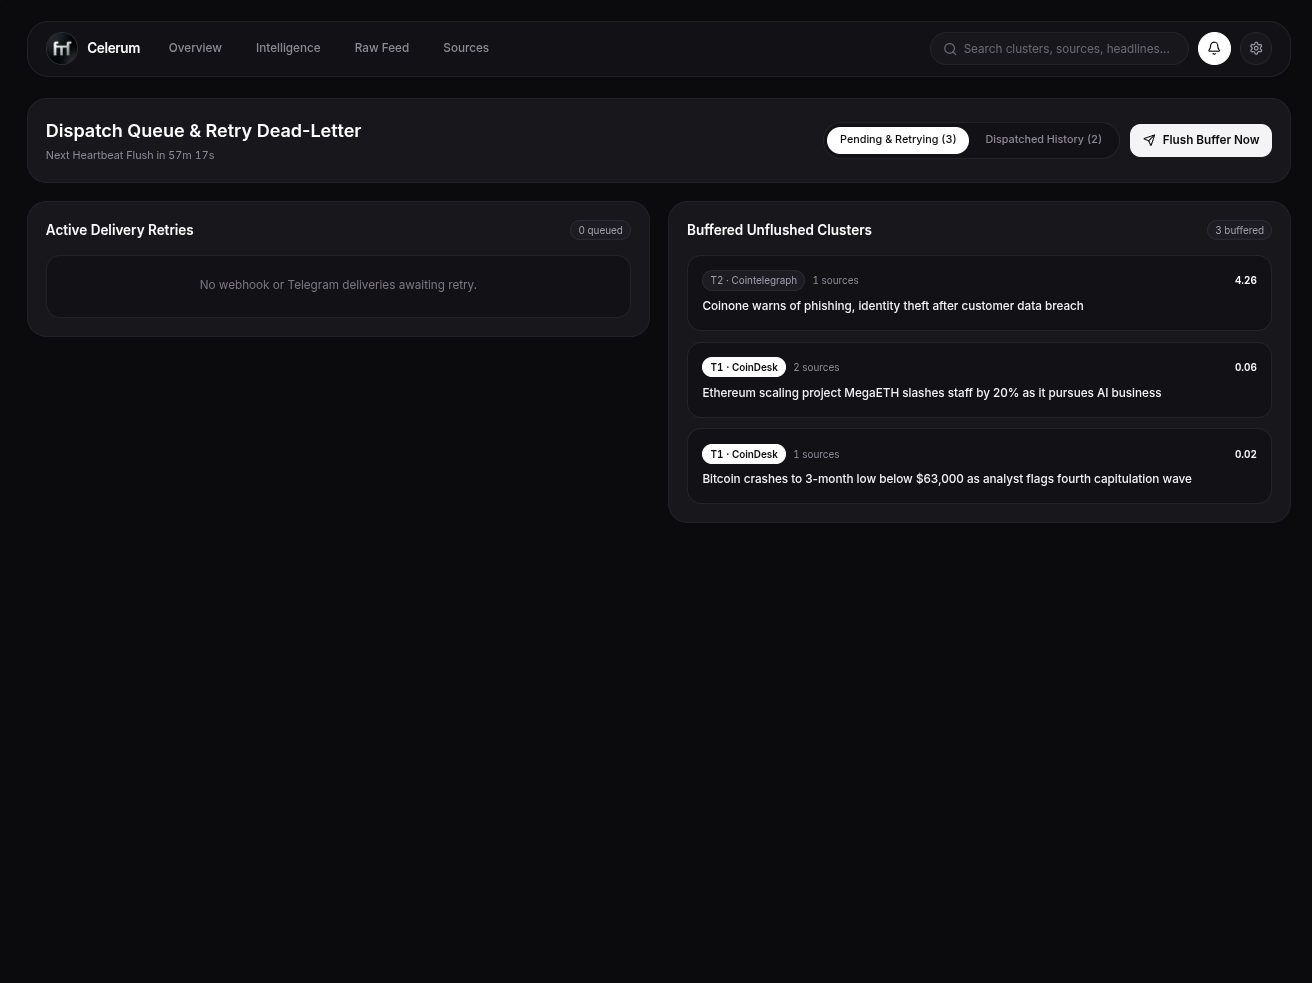 Celerum
Overview
Intelligence
Raw Feed
Sources
Search clusters, sources, headlines...
Dispatch Queue & Retry Dead-Letter
Next Heartbeat Flush in 57m 17s
Pending & Retrying (3)
Dispatched History (2)
Flush Buffer Now
Active Delivery Retries
0 queued
No webhook or Telegram deliveries awaiting retry.
Buffered Unflushed Clusters
3 buffered
T2 · Cointelegraph
1 sources
4.26
Coinone warns of phishing, identity theft after customer data breach
T1 · CoinDesk
2 sources
0.06
Ethereum scaling project MegaETH slashes staff by 20% as it pursues AI business
T1 · CoinDesk
1 sources
0.02
Bitcoin crashes to 3-month low below $63,000 as analyst flags fourth capitulation wave